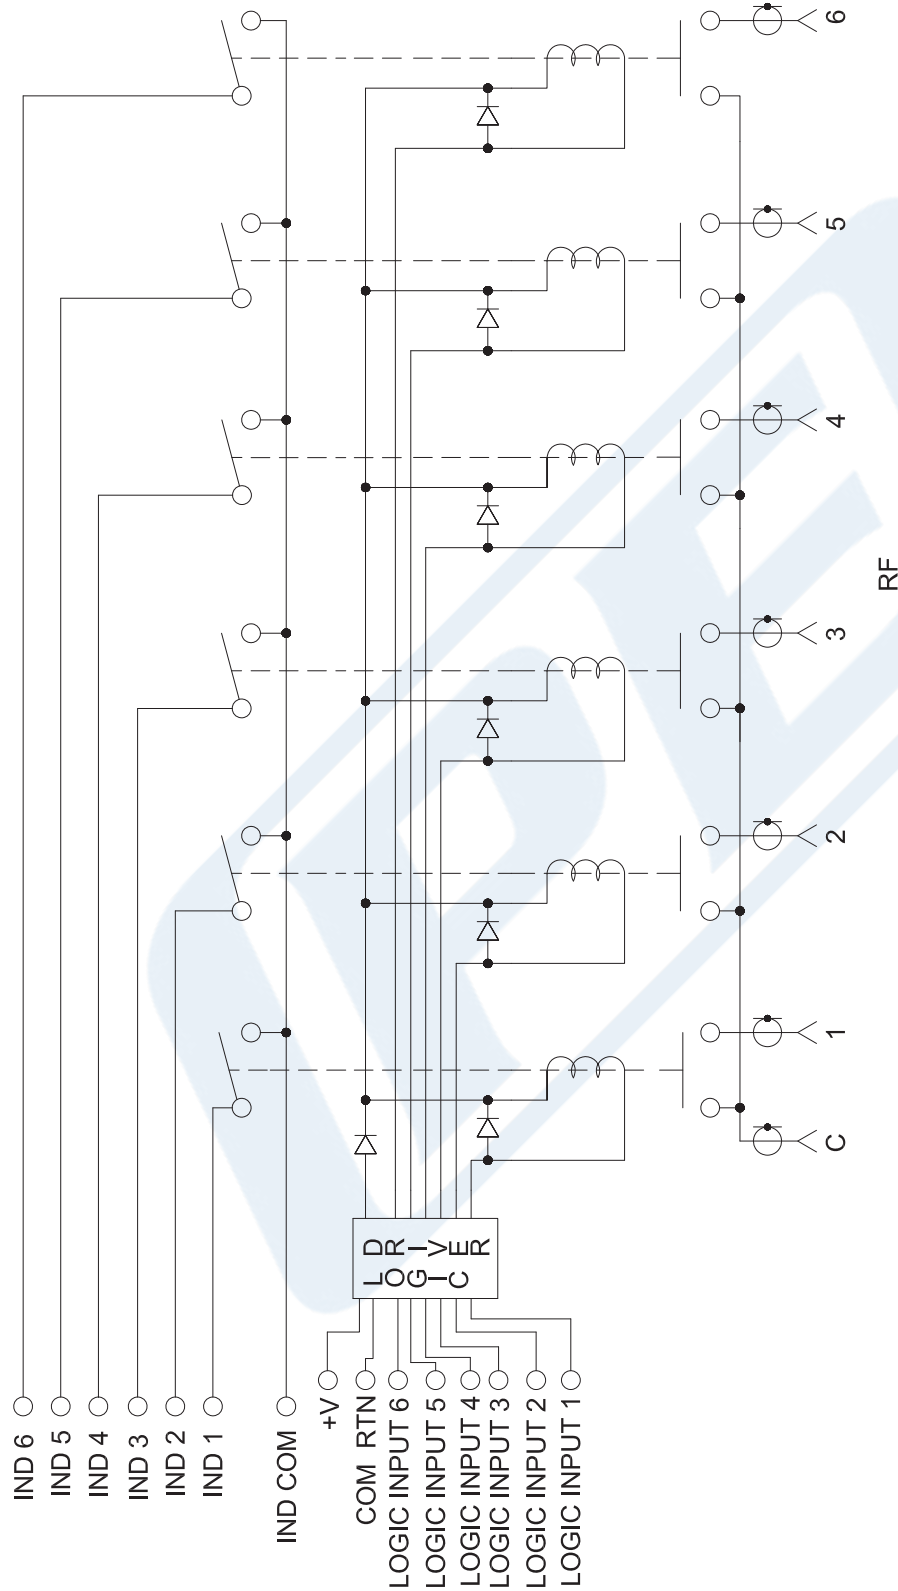 IND 6
IND 5
IND 4
IND 3
IND 2
IND 1
IND COM
+V
COM RTN
LOGIC INPUT 6
LOGIC INPUT 5
LOGIC INPUT 4
LOGIC INPUT 3
LOGIC INPUT 2
LOGIC INPUT 1
LOGIC
DRIVER
C
1
2
3
4
5
6
RF
PE